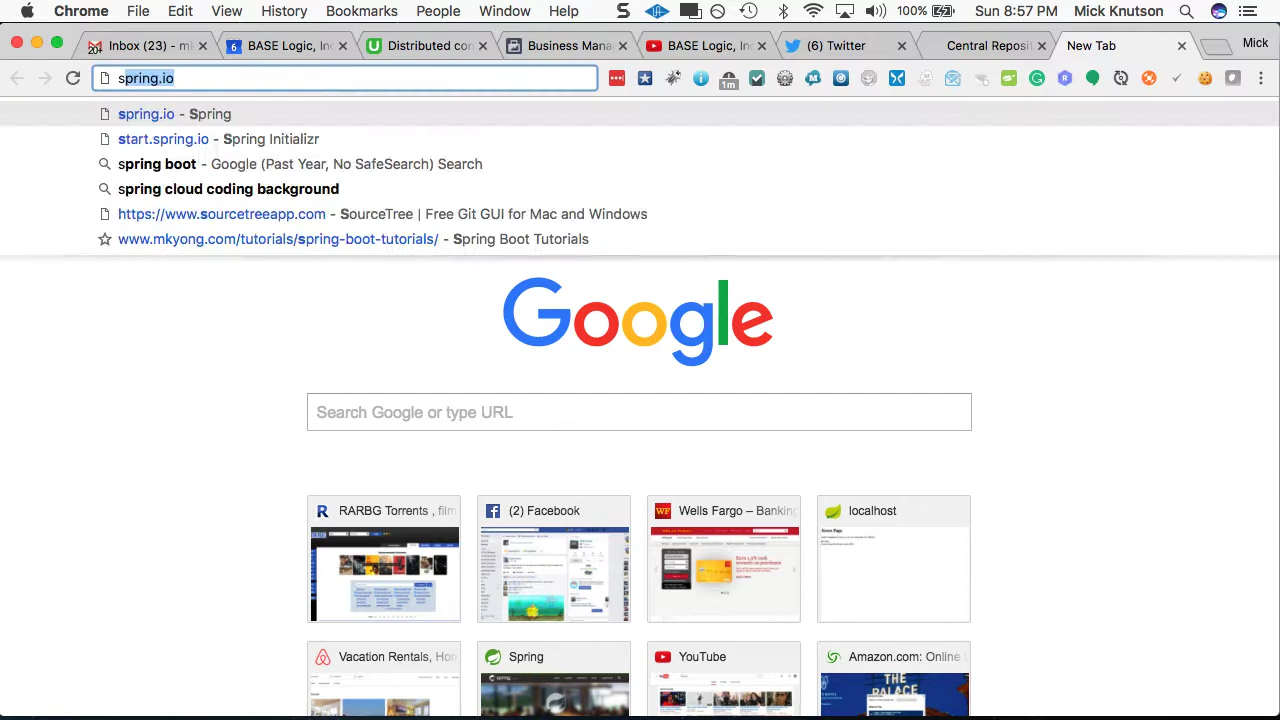 Chrome File Edit View History Bookmarks People Window Help 100% Sun 8:57 PM Mick Knutson
Inbox (23) - mi BASE Logic, Inc Distributed con Business Mana BASE Logic, Inc (6) Twitter Central Reposit New Tab Mick
spring.io 1m
spring.io - Spring
start.spring.io - Spring Initializr
spring boot - Google (Past Year, No SafeSearch) Search
spring cloud coding background
https://www.sourcetreeapp.com - SourceTree | Free Git GUI for Mac and Windows
www.mkyong.com/tutorials/spring-boot-tutorials/ - Spring Boot Tutorials
Google
Search Google or type URL
RARBG Torrents , film (2) Facebook Wells Fargo – Banking localhost
Vacation Rentals, Hom Spring YouTube Amazon.com: Online
THE
PALACE